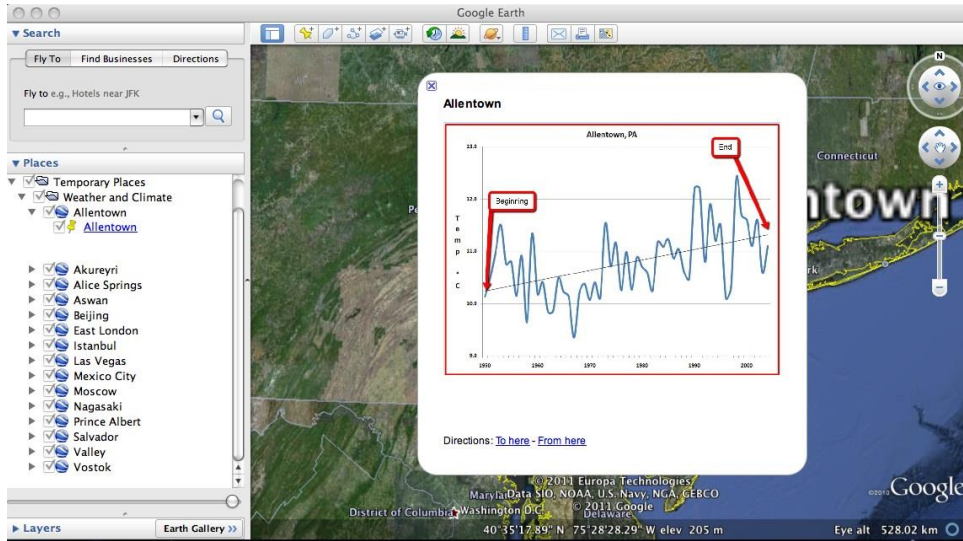 Google Earth
▼ Search
Fly To Find Businesses Directions
Fly to e.g., Hotels near JFK
▼ Places
Temporary Places
Weather and Climate
Allentown
Allentown
Akureyri
Alice Springs
Aswan
Beijing
East London
Istanbul
Las Vegas
Mexico City
Moscow
Nagasaki
Prince Albert
Salvador
Valley
Vostok
▶ Layers
Earth Gallery >>
Allentown
Allentown, PA
End
Beginning
Temp °C
13.0
12.0
11.0
10.0
9.0
1950 1960 1970 1980 1990 2000
Directions: To here - From here
N
Connecticut
Pe
ntown
rk
© 2011 Europa Technologies
Data SIO, NOAA, U.S. Navy, NGA, GEBCO
© 2011 Google
District of Columbia
Washington D.C.
Delaware
©2010 Google
40°35'17.89" N 75°28'28.29" W elev 205 m
Eye alt 528.02 km